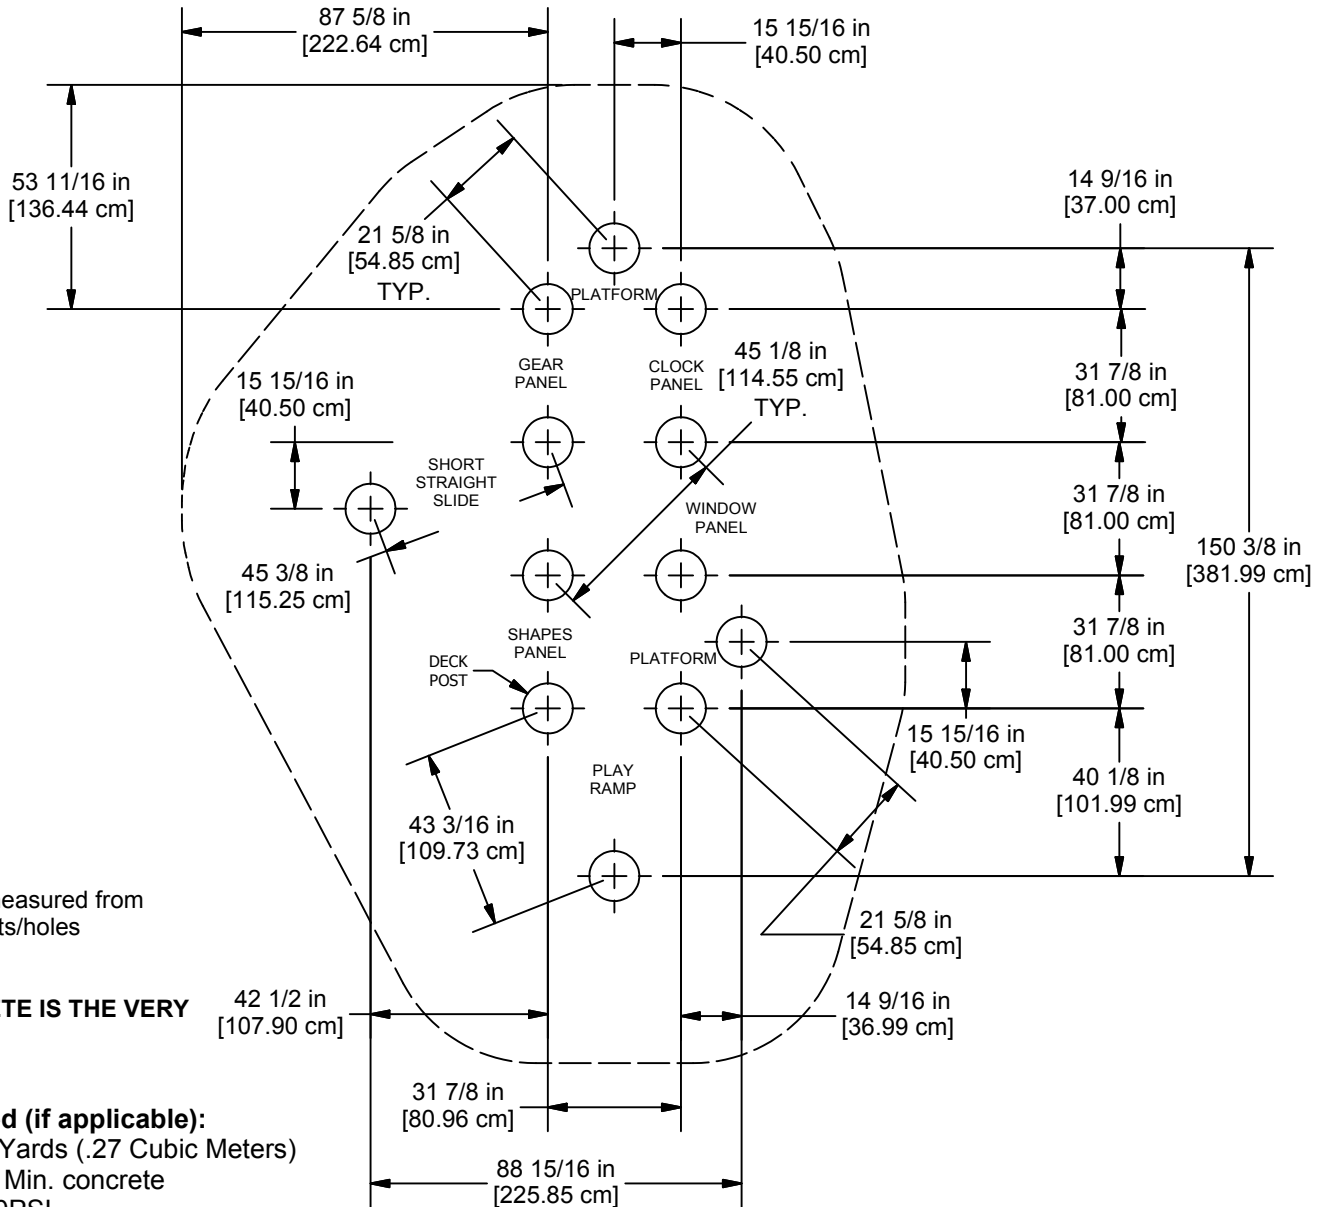 87 5/8 in
[222.64 cm]
15 15/16 in
[40.50 cm]
53 11/16 in
[136.44 cm]
14 9/16 in
[37.00 cm]
21 5/8 in
[54.85 cm]
TYP.
PLATFORM
GEAR
PANEL
CLOCK
PANEL
45 1/8 in
[114.55 cm]
TYP.
31 7/8 in
[81.00 cm]
15 15/16 in
[40.50 cm]
SHORT
STRAIGHT
SLIDE
WINDOW
PANEL
31 7/8 in
[81.00 cm]
150 3/8 in
[381.99 cm]
45 3/8 in
[115.25 cm]
SHAPES
PANEL
PLATFORM
31 7/8 in
[81.00 cm]
DECK
POST
15 15/16 in
[40.50 cm]
PLAY
RAMP
40 1/8 in
[101.99 cm]
43 3/16 in
[109.73 cm]
easured from
ts/holes
21 5/8 in
[54.85 cm]
ETE IS THE VERY
42 1/2 in
[107.90 cm]
14 9/16 in
[36.99 cm]
31 7/8 in
[80.96 cm]
d (if applicable):
Yards (.27 Cubic Meters)
Min. concrete
88 15/16 in
[225.85 cm]